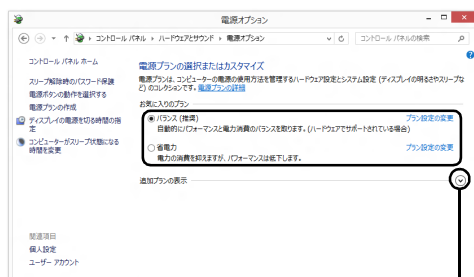 電源オプション
コントロール パネル ▸ ハードウェアとサウンド ▸ 電源オプション
コントロール パネルの検索
コントロール パネル ホーム
スリープ解除時のパスワード保護
電源ボタンの動作を選択する
電源プランの作成
ディスプレイの電源を切る時間の指定
コンピューターがスリープ状態になる時間を変更
電源プランの選択またはカスタマイズ
電源プランは、コンピューターの電源の使用方法を管理するハードウェア設定とシステム設定 (ディスプレイの明るさやスリープなど) のコレクションです。電源プランの詳細
お気に入りのプラン
バランス (推奨) プラン設定の変更
自動的にパフォーマンスと電力消費のバランスを取ります。(ハードウェアでサポートされている場合)
省電力 プラン設定の変更
電力の消費を抑えますが、パフォーマンスは低下します。
追加プランの表示
関連項目
個人設定
ユーザー アカウント